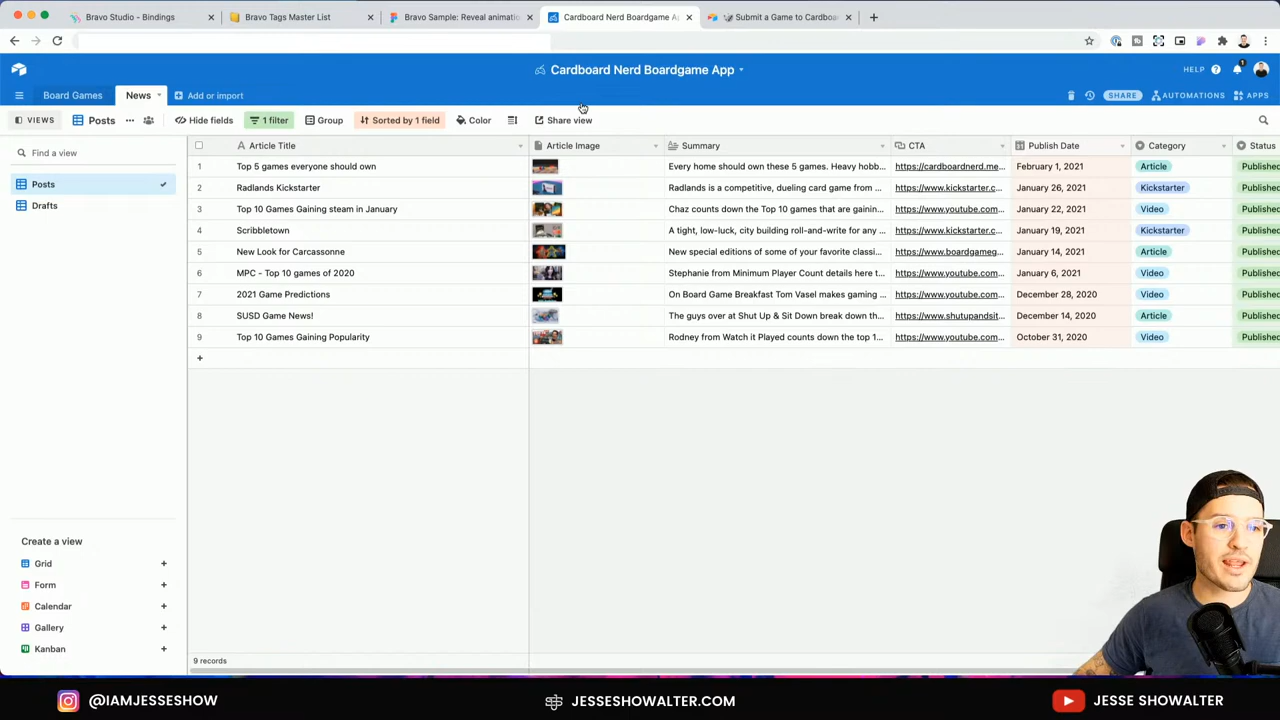 Bravo Studio - Bindings
Bravo Tags Master List
Bravo Sample: Reveal animatio
Cardboard Nerd Boardgame A
Submit a Game to Cardboa
Cardboard Nerd Boardgame App
HELP
1
Board Games
News
Add or import
SHARE
AUTOMATIONS
APPS
VIEWS
Posts
Hide fields
1 filter
Group
Sorted by 1 field
Color
Share view
Find a view
Posts
Drafts
Article Title
Article Image
Summary
CTA
Publish Date
Category
Status
1 Top 5 games everyone should own Every home should own these 5 games. Heavy hobb... https://cardboardnerd.me... February 1, 2021 Article Published
2 Radlands Kickstarter Radlands is a competitive, dueling card game from ... https://www.kickstarter.c... January 26, 2021 Kickstarter Published
3 Top 10 Games Gaining steam in January Chaz counts down the Top 10 games that are gainin... https://www.youtube.com... January 22, 2021 Video Published
4 Scribbletown A tight, low-luck, city building roll-and-write for any ... https://www.kickstarter.c... January 19, 2021 Kickstarter Published
5 New Look for Carcassonne New special editions of some of your favorite classi... https://www.boardgameg... January 14, 2021 Article Published
6 MPC - Top 10 games of 2020 Stephanie from Minimum Player Count details here t... https://www.youtube.com... January 6, 2021 Video Published
7 2021 Game Predictions On Board Game Breakfast Tom Vasel makes gaming ... https://www.youtube.com... December 28, 2020 Video Published
8 SUSD Game News! The guys over at Shut Up & Sit Down break down th... https://www.shutupandsit... December 14, 2020 Article Published
9 Top 10 Games Gaining Popularity Rodney from Watch it Played counts down the top 1... https://www.youtube.com... October 31, 2020 Video Published
Create a view
Grid
Form
Calendar
Gallery
Kanban
9 records
@IAMJESSESHOW
JESSESHOWALTER.COM
JESSE SHOWALTER